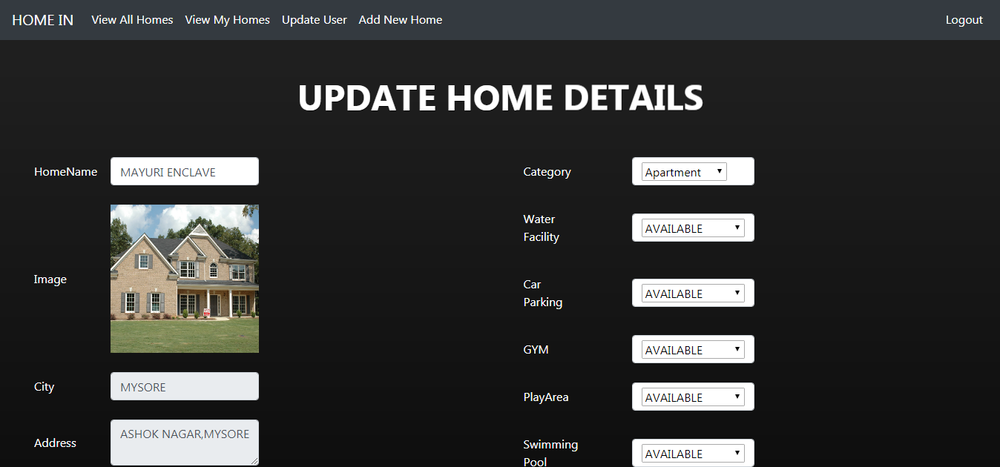 HOME IN View All Homes View My Homes Update User Add New Home Logout
UPDATE HOME DETAILS
HomeName MAYURI ENCLAVE
Image
City MYSORE
Address ASHOK NAGAR,MYSORE
Category Apartment
Water
Facility AVAILABLE
Car
Parking AVAILABLE
GYM AVAILABLE
PlayArea AVAILABLE
Swimming
Pool AVAILABLE